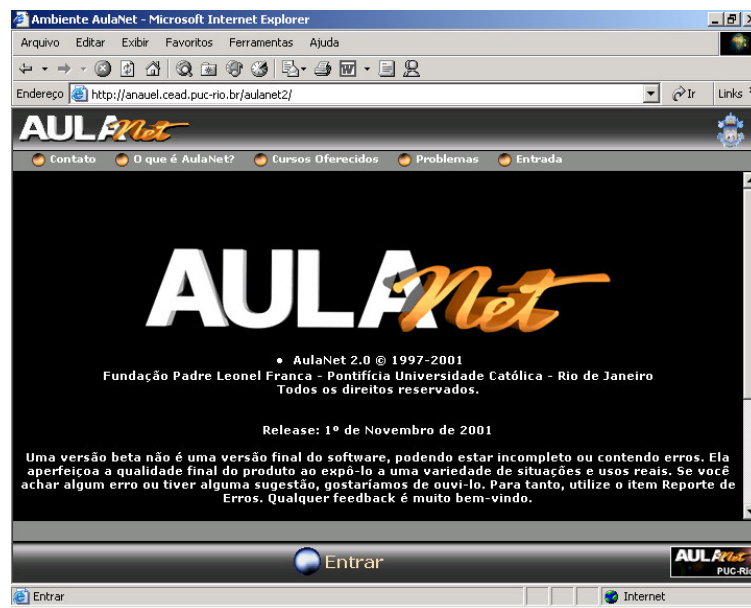 Ambiente AulaNet - Microsoft Internet Explorer
Arquivo Editar Exibir Favoritos Ferramentas Ajuda
Endereço http://anauel.cead.puc-rio.br/aulanet2/ Ir Links
AULANet
Contato O que é AulaNet? Cursos Oferecidos Problemas Entrada
AULANet
• AulaNet 2.0 © 1997-2001
Fundação Padre Leonel Franca - Pontifícia Universidade Católica - Rio de Janeiro
Todos os direitos reservados.
Release: 1º de Novembro de 2001
Uma versão beta não é uma versão final do software, podendo estar incompleto ou contendo erros. Ela
aperfeiçoa a qualidade final do produto ao expô-lo a uma variedade de situações e usos reais. Se você
achar algum erro ou tiver alguma sugestão, gostaríamos de ouvi-lo. Para tanto, utilize o item Reporte de
Erros. Qualquer feedback é muito bem-vindo.
Entrar
AULANet
PUC-Rio
Entrar Internet